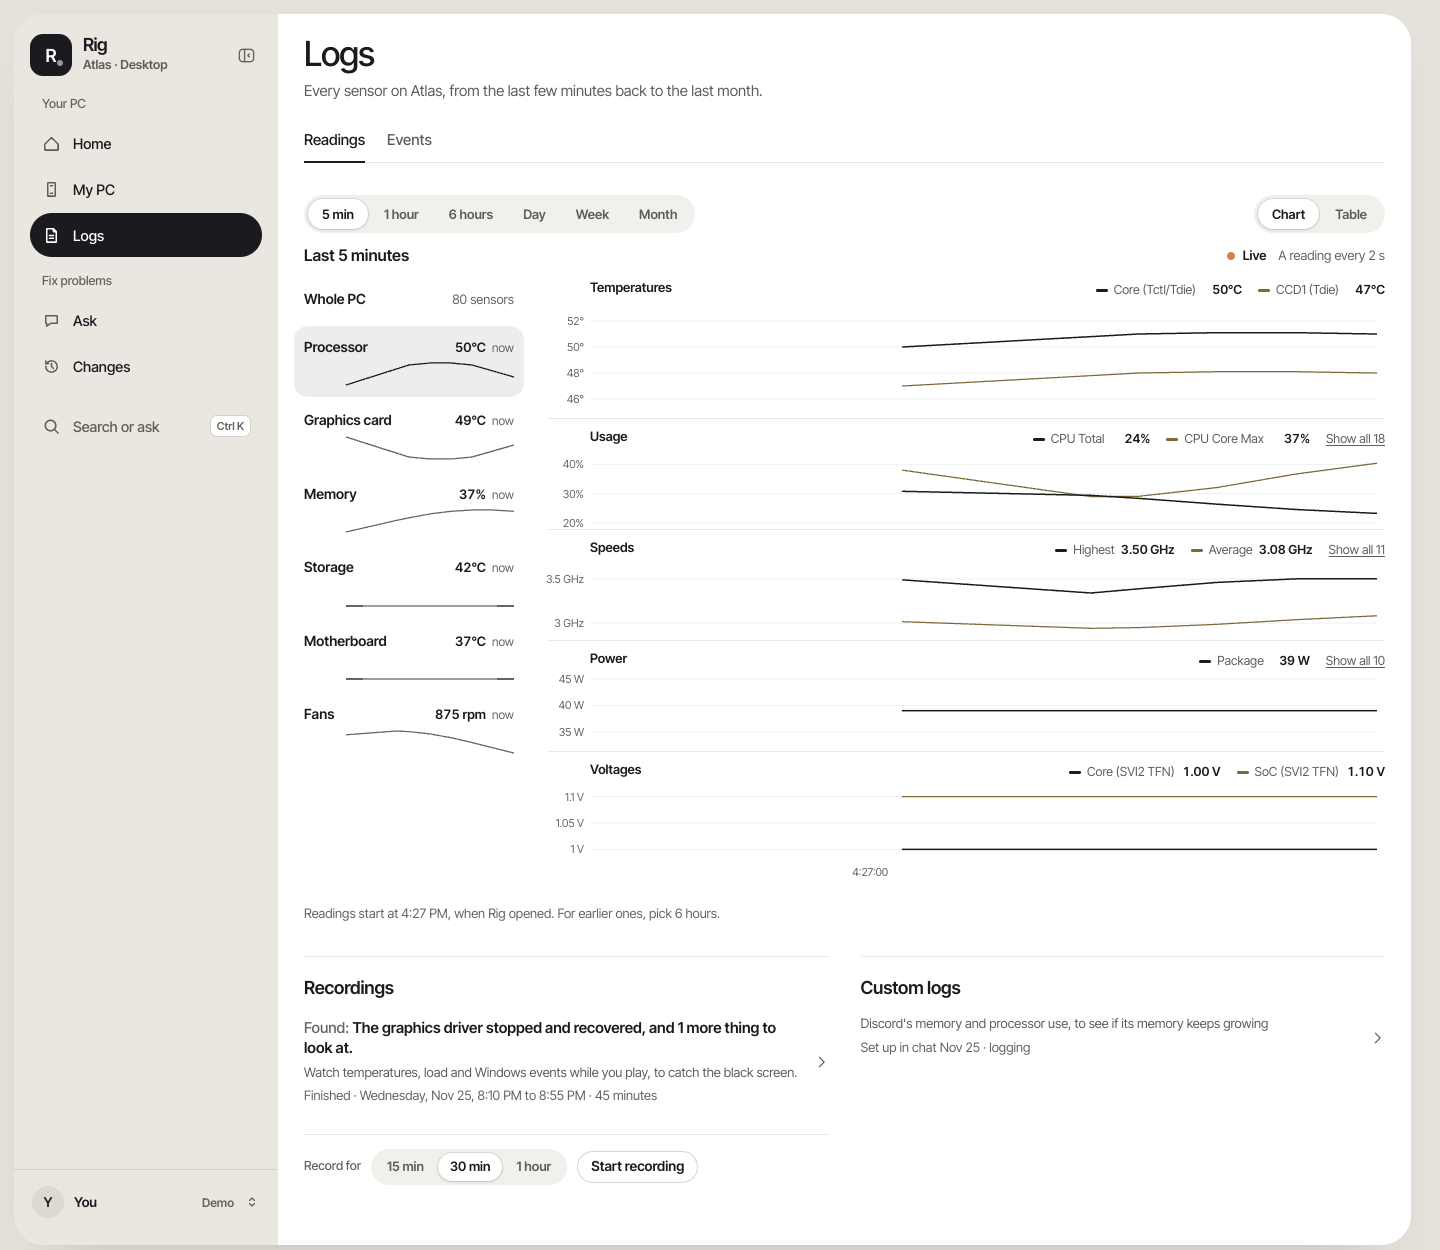 R.
Rig
Atlas · Desktop
Your PC
Home
My PC
Logs
Fix problems
Ask
Changes
Search or ask
Ctrl K
Y
You
Demo
Logs
Every sensor on Atlas, from the last few minutes back to the last month.
Readings
Events
5 min
1 hour
6 hours
Day
Week
Month
Chart
Table
Last 5 minutes
Live
A reading every 2 s
Whole PC
80 sensors
Processor
50°C now
Graphics card
49°C now
Memory
37% now
Storage
42°C now
Motherboard
37°C now
Fans
875 rpm now
Temperatures
Core (Tctl/Tdie) 50°C
CCD1 (Tdie) 47°C
52°
50°
48°
46°
Usage
CPU Total 24%
CPU Core Max 37%
Show all 18
40%
30%
20%
Speeds
Highest 3.50 GHz
Average 3.08 GHz
Show all 11
3.5 GHz
3 GHz
Power
Package 39 W
Show all 10
45 W
40 W
35 W
Voltages
Core (SVI2 TFN) 1.00 V
SoC (SVI2 TFN) 1.10 V
1.1 V
1.05 V
1 V
4:27:00
Readings start at 4:27 PM, when Rig opened. For earlier ones, pick 6 hours.
Recordings
Found: The graphics driver stopped and recovered, and 1 more thing to
look at.
Watch temperatures, load and Windows events while you play, to catch the black screen.
Finished · Wednesday, Nov 25, 8:10 PM to 8:55 PM · 45 minutes
Record for
15 min
30 min
1 hour
Start recording
Custom logs
Discord's memory and processor use, to see if its memory keeps growing
Set up in chat Nov 25 · logging